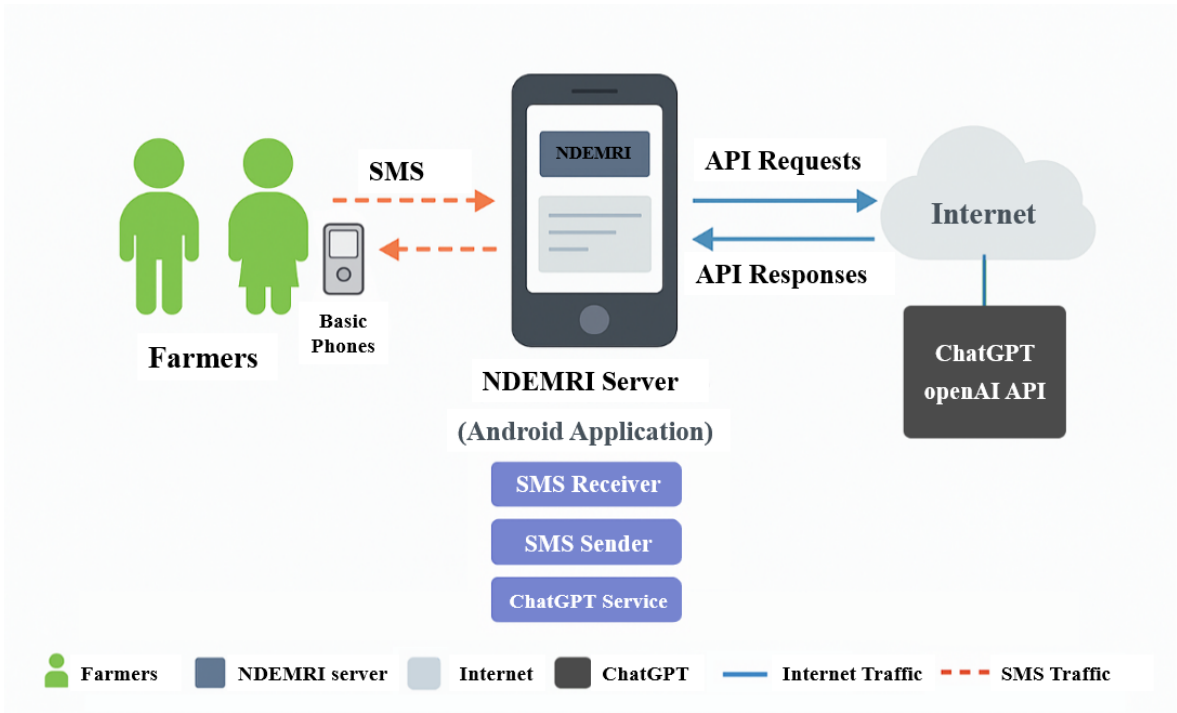 SMS
NDEMRI
API Requests
Internet
API Responses
Basic
Phones
Farmers
ChatGPT
openAI API
NDEMRI Server
(Android Application)
SMS Receiver
SMS Sender
ChatGPT Service
Farmers
NDEMRI server
Internet
ChatGPT
Internet Traffic
SMS Traffic